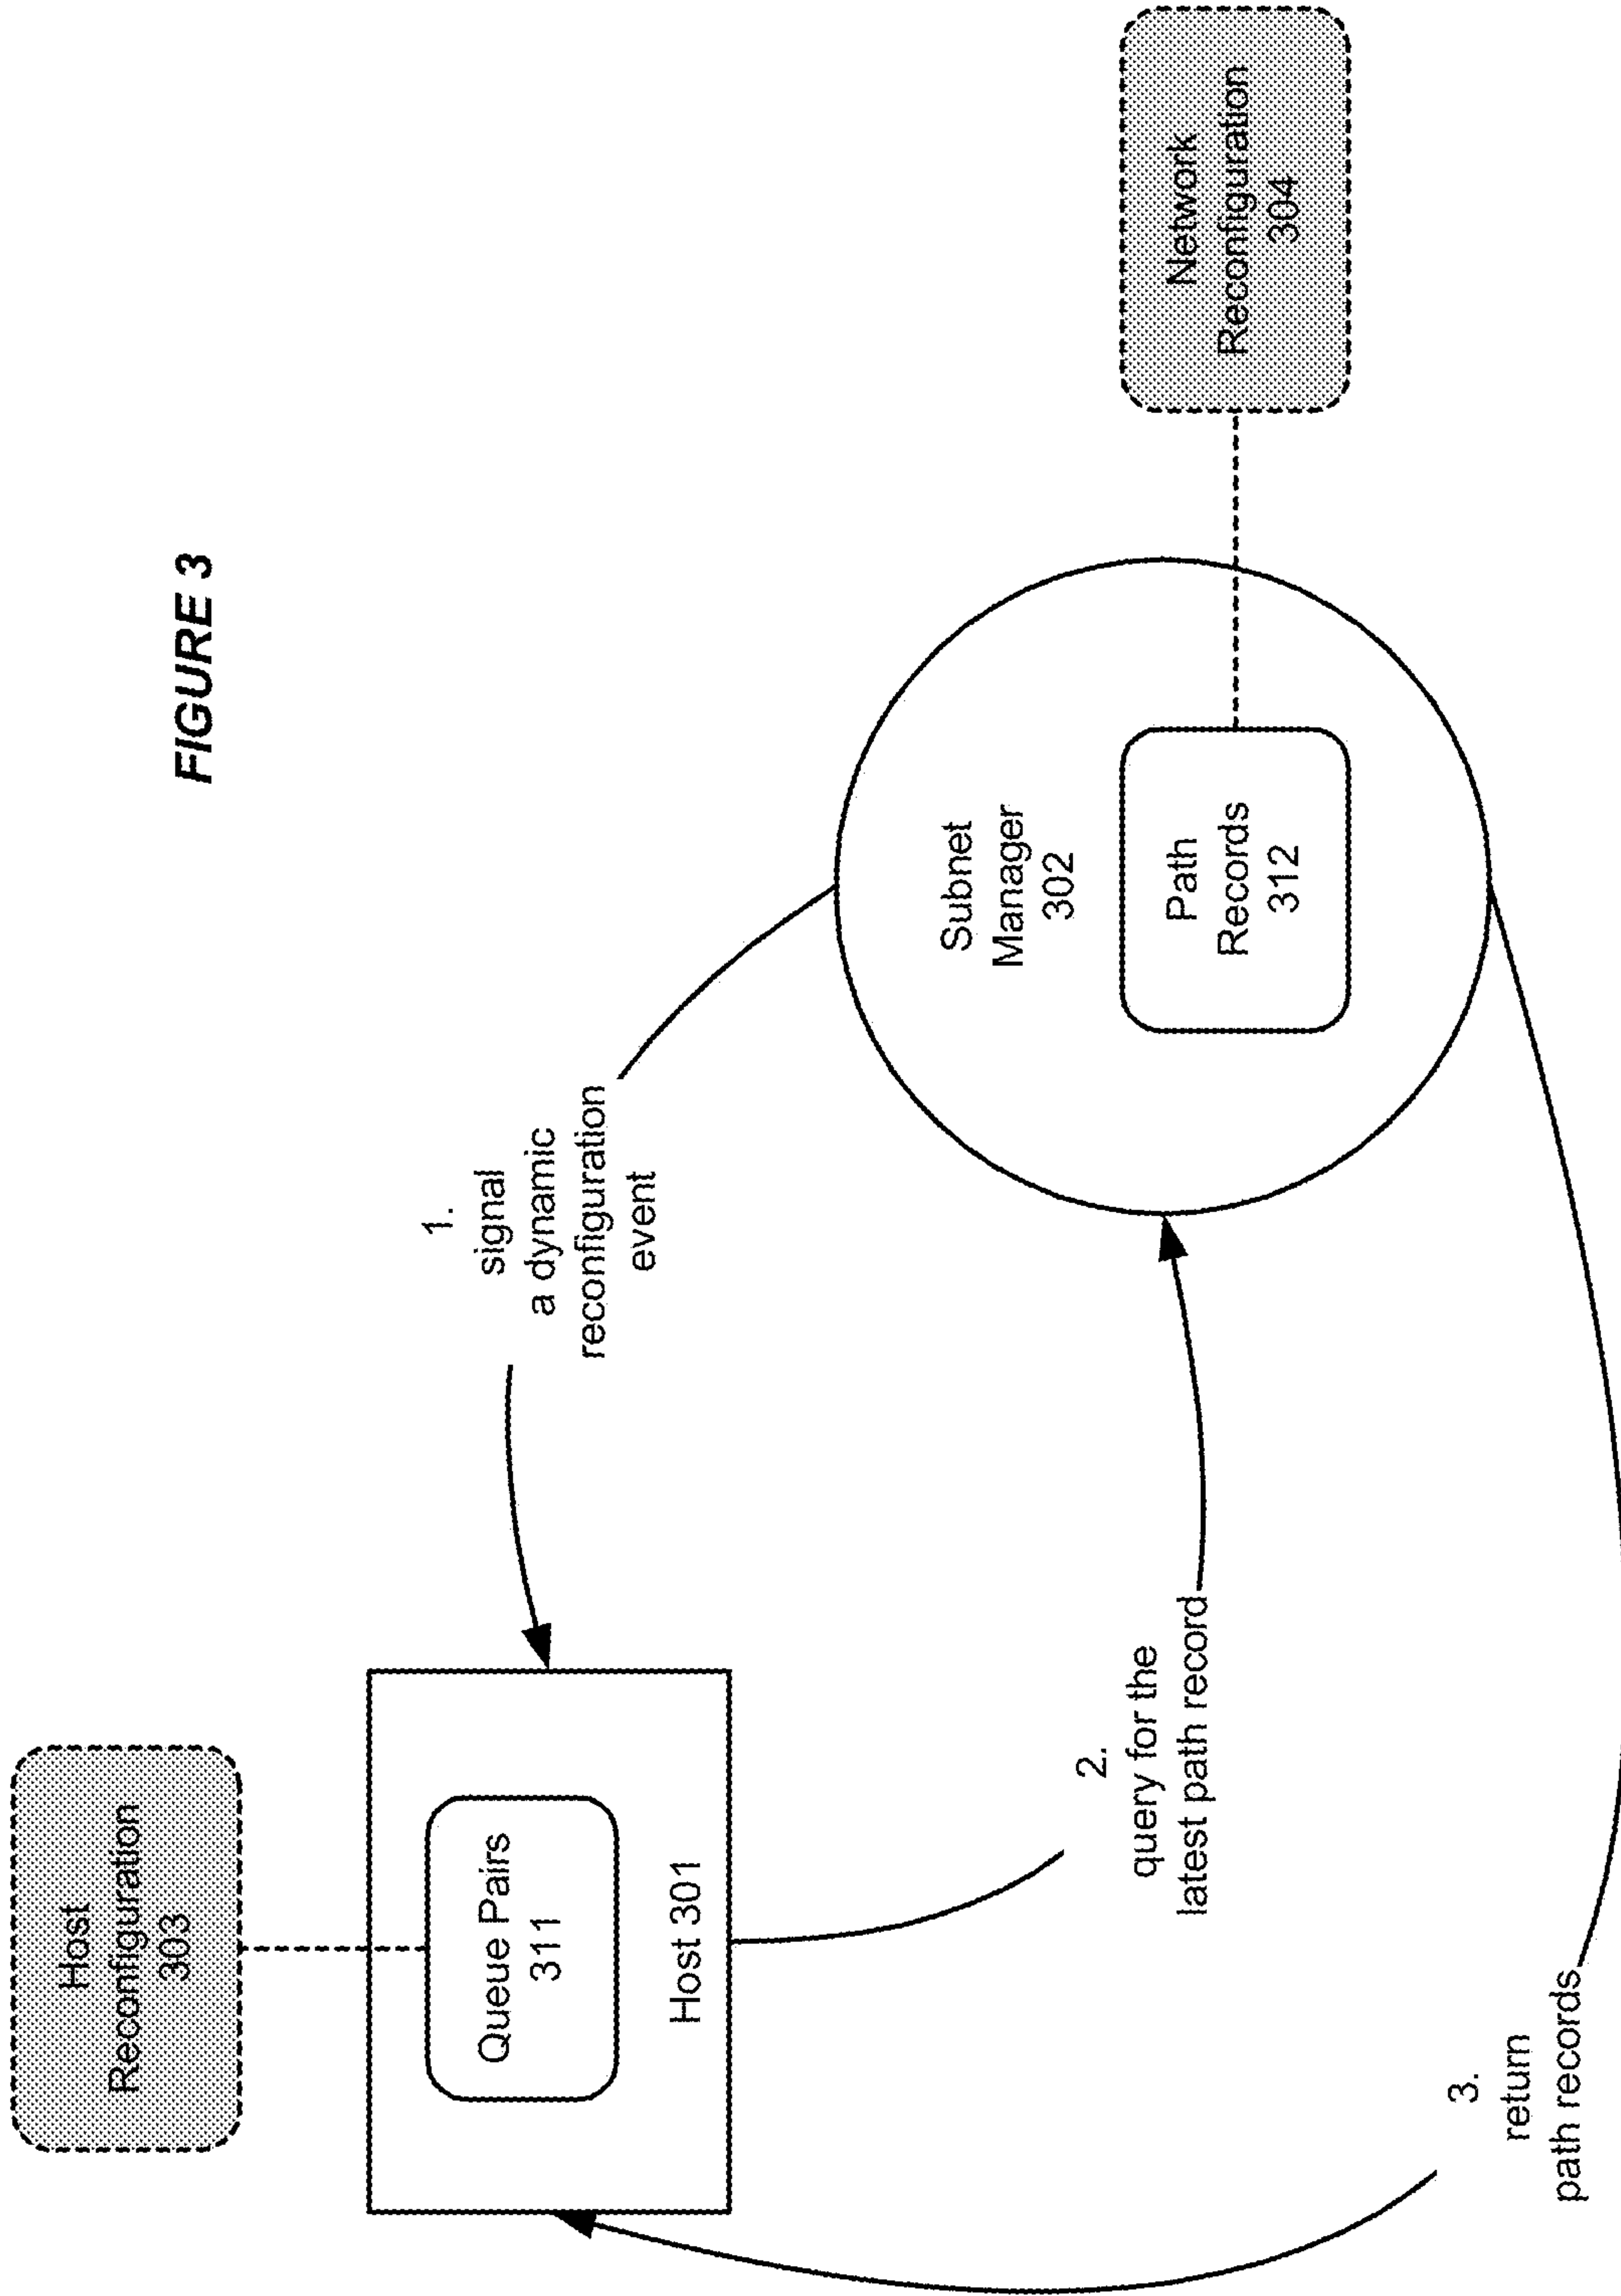 FIGURE 3
Host
Reconfiguration
303
Queue Pairs
311
Host 301
1.
signal
a dynamic
reconfiguration
event
Subnet
Manager
302
Path
Records
312
Network
Reconfiguration
304
2.
query for the
latest path record
3.
return
path records